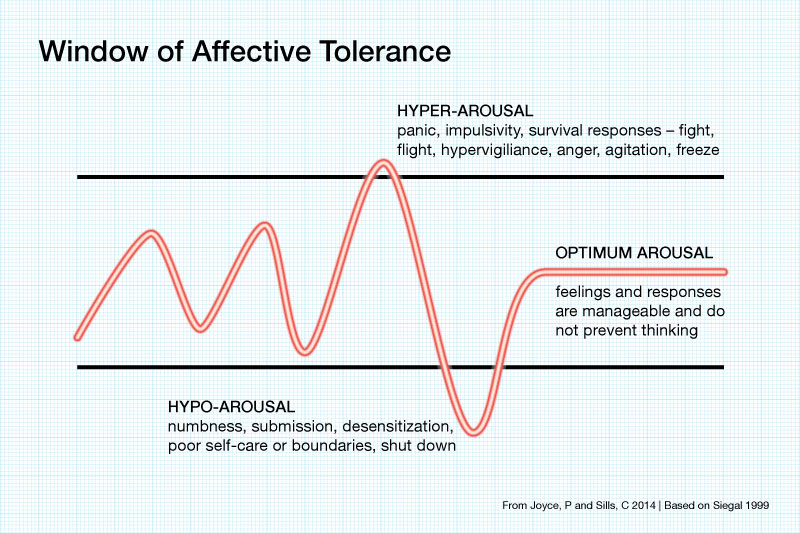 Window of Affective Tolerance
HYPER-AROUSAL
panic, impulsivity, survival responses – fight,
flight, hypervigiliance, anger, agitation, freeze
OPTIMUM AROUSAL
feelings and responses
are manageable and do
not prevent thinking
HYPO-AROUSAL
numbness, submission, desensitization,
poor self-care or boundaries, shut down
From Joyce, P and Sills, C 2014 | Based on Siegal 1999